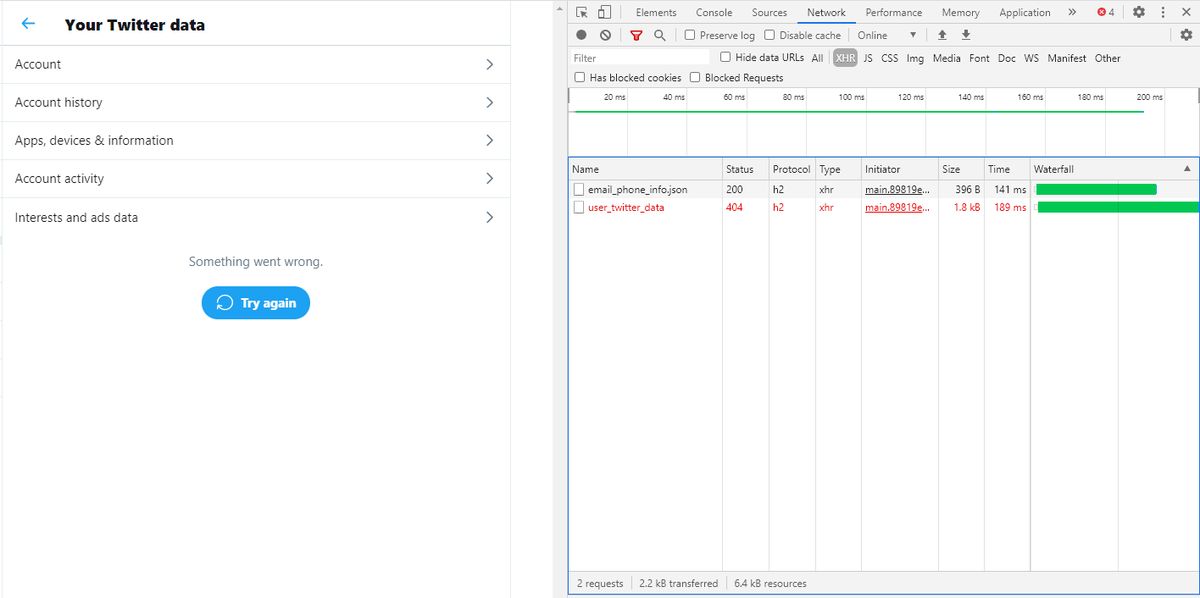 Your Twitter data
Account
Account history
Apps, devices & information
Account activity
Interests and ads data
Something went wrong.
Try again
Elements Console Sources Network Performance Memory Application » 4
Preserve log Disable cache Online
Filter Hide data URLs All XHR JS CSS Img Media Font Doc WS Manifest Other
Has blocked cookies Blocked Requests
20 ms 40 ms 60 ms 80 ms 100 ms 120 ms 140 ms 160 ms 180 ms 200 ms
Name Status Protocol Type Initiator Size Time Waterfall
email_phone_info.json 200 h2 xhr main.89819e... 396 B 141 ms
user_twitter_data 404 h2 xhr main.89819e... 1.8 kB 189 ms
2 requests 2.2 kB transferred 6.4 kB resources